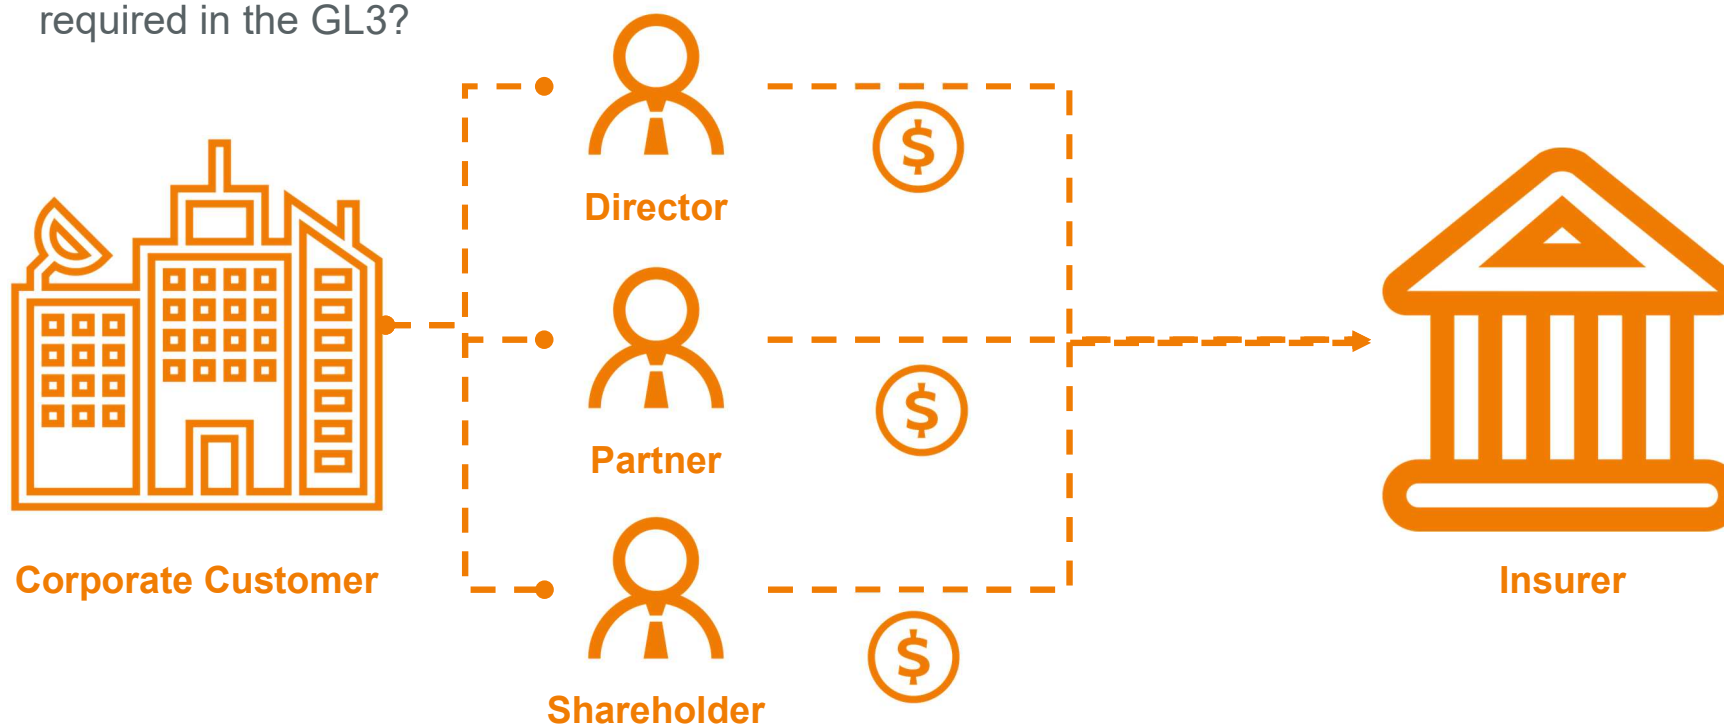 required in the GL3?
$
Director
$
Partner
Corporate Customer
Insurer
$
Shareholder